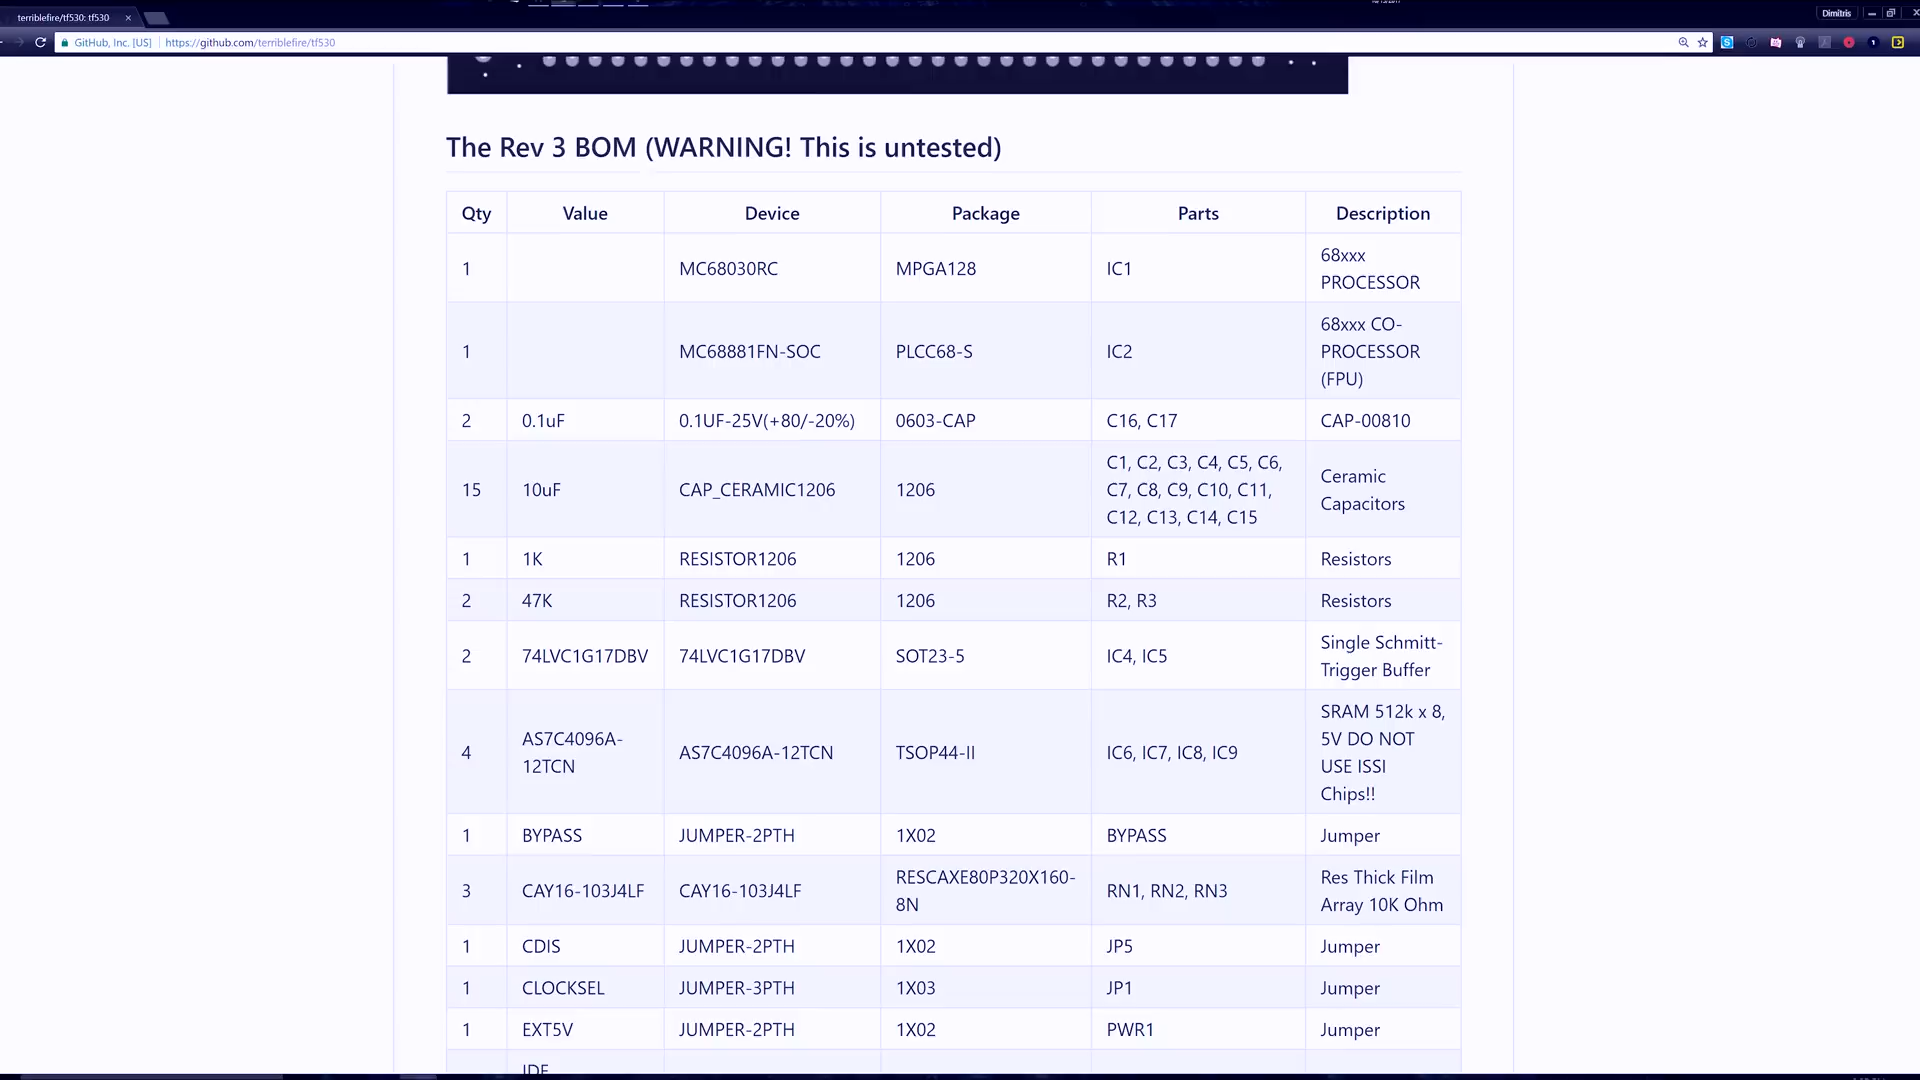 terriblefire/tf530: tf530
Dimitris
GitHub, Inc. [US] https://github.com/terriblefire/tf530
The Rev 3 BOM (WARNING! This is untested)
Qty Value Device Package Parts Description
1 MC68030RC MPGA128 IC1 68xxx
PROCESSOR
1 MC68881FN-SOC PLCC68-S IC2 68xxx CO-
PROCESSOR
(FPU)
2 0.1uF 0.1UF-25V(+80/-20%) 0603-CAP C16, C17 CAP-00810
15 10uF CAP_CERAMIC1206 1206 C1, C2, C3, C4, C5, C6,
C7, C8, C9, C10, C11,
C12, C13, C14, C15
Ceramic
Capacitors
1 1K RESISTOR1206 1206 R1 Resistors
2 47K RESISTOR1206 1206 R2, R3 Resistors
2 74LVC1G17DBV 74LVC1G17DBV SOT23-5 IC4, IC5 Single Schmitt-
Trigger Buffer
4 AS7C4096A-
12TCN
AS7C4096A-12TCN TSOP44-II IC6, IC7, IC8, IC9 SRAM 512k x 8,
5V DO NOT
USE ISSI
Chips!!
1 BYPASS JUMPER-2PTH 1X02 BYPASS Jumper
3 CAY16-103J4LF CAY16-103J4LF RESCAXE80P320X160-
8N
RN1, RN2, RN3 Res Thick Film
Array 10K Ohm
1 CDIS JUMPER-2PTH 1X02 JP5 Jumper
1 CLOCKSEL JUMPER-3PTH 1X03 JP1 Jumper
1 EXT5V JUMPER-2PTH 1X02 PWR1 Jumper
IDE